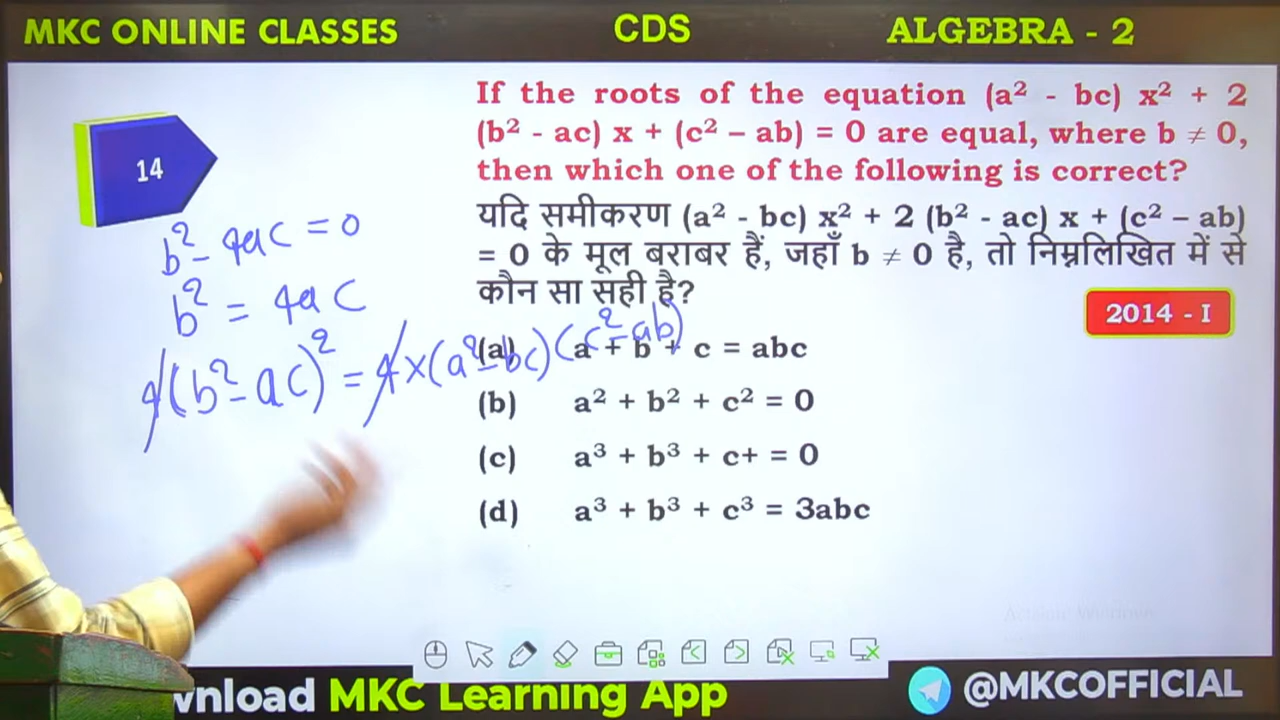 MKC ONLINE CLASSES CDS ALGEBRA - 2
14
If the roots of the equation (a² - bc) x² + 2
(b² - ac) x + (c² – ab) = 0 are equal, where b ≠ 0,
then which one of the following is correct?
यदि समीकरण (a² - bc) x² + 2 (b² - ac) x + (c² – ab)
= 0 के मूल बराबर हैं, जहाँ b ≠ 0 है, तो निम्नलिखित में से
कौन सा सही है?
2014 - I
b² - 4ac = 0
b² = 4ac
4(b² - ac)² = 4×(a² - bc)(c² - ab)
(a) a + b + c = abc
(b) a² + b² + c² = 0
(c) a³ + b³ + c+ = 0
(d) a³ + b³ + c³ = 3abc
wnload MKC Learning App @MKCOFFICIAL